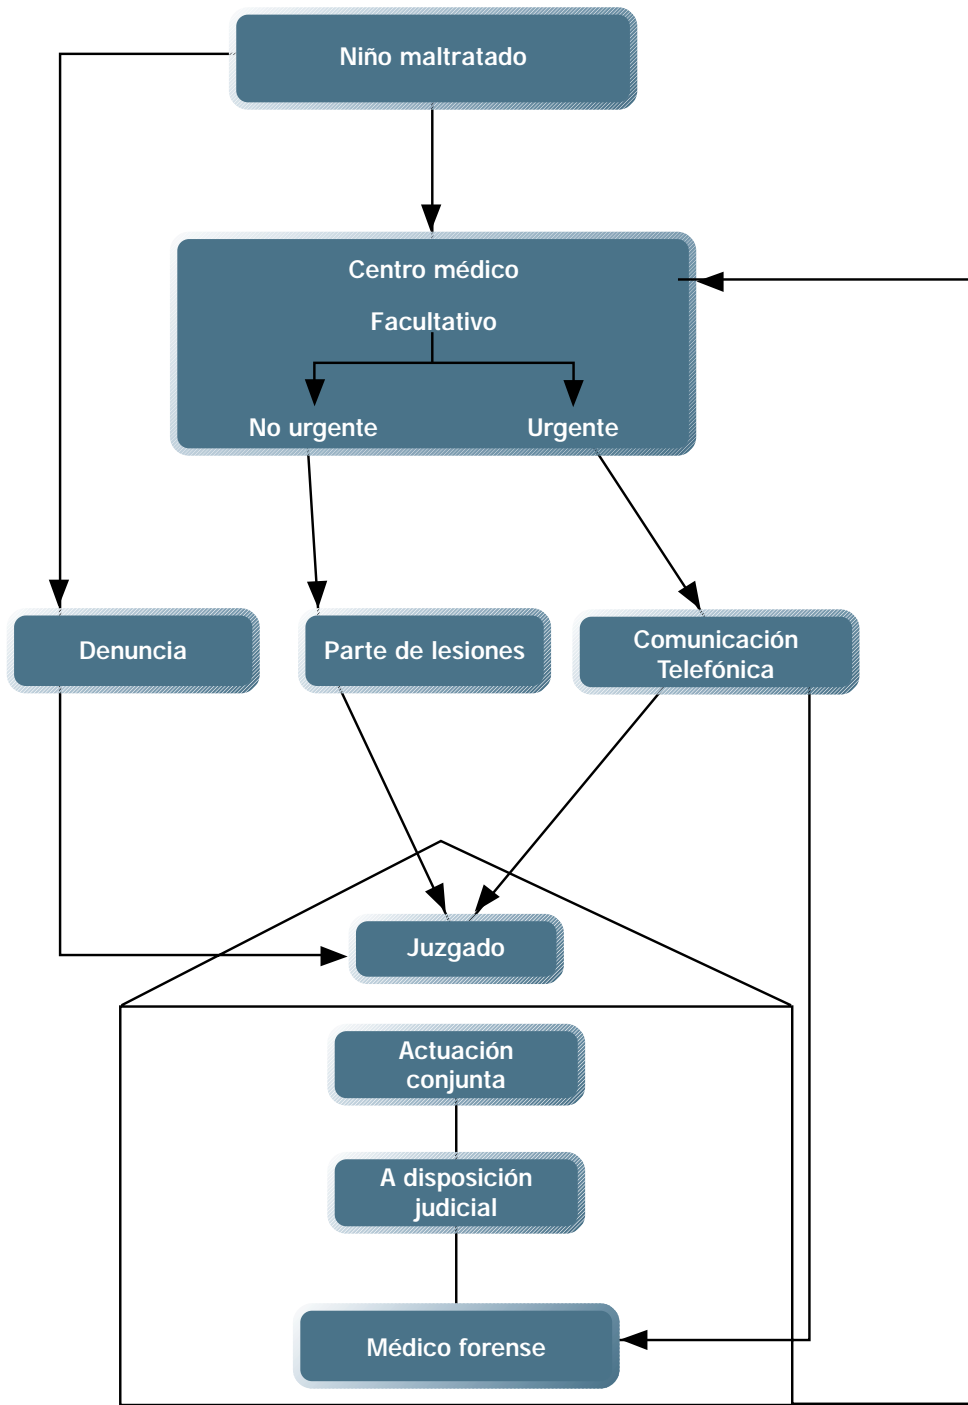 Niño maltratado
Centro médico
Facultativo
No urgente
Urgente
Denuncia
Parte de lesiones
Comunicación
Telefónica
Juzgado
Actuación
conjunta
A disposición
judicial
Médico forense